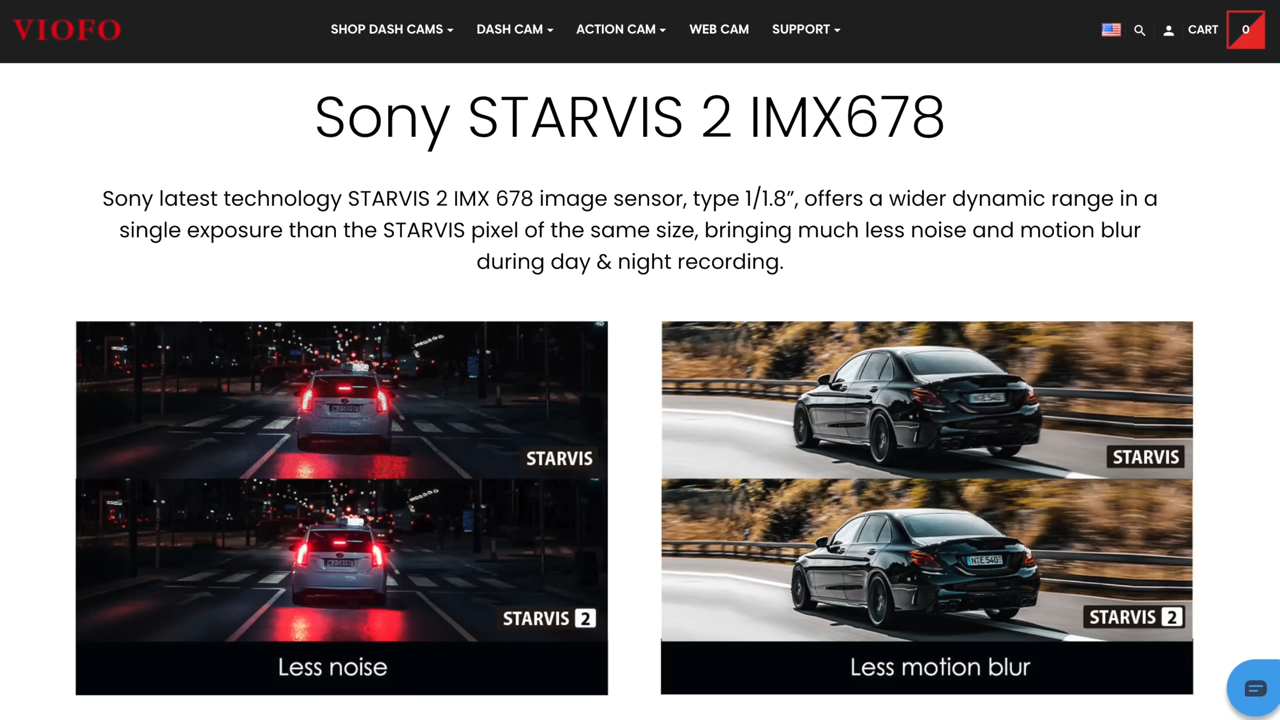 VIOFO
SHOP DASH CAMS
DASH CAM
ACTION CAM
WEB CAM
SUPPORT
CART
0
Sony STARVIS 2 IMX678
Sony latest technology STARVIS 2 IMX 678 image sensor, type 1/1.8”, offers a wider dynamic range in a
single exposure than the STARVIS pixel of the same size, bringing much less noise and motion blur
during day & night recording.
STARVIS
STARVIS 2
Less noise
STARVIS
STARVIS 2
Less motion blur